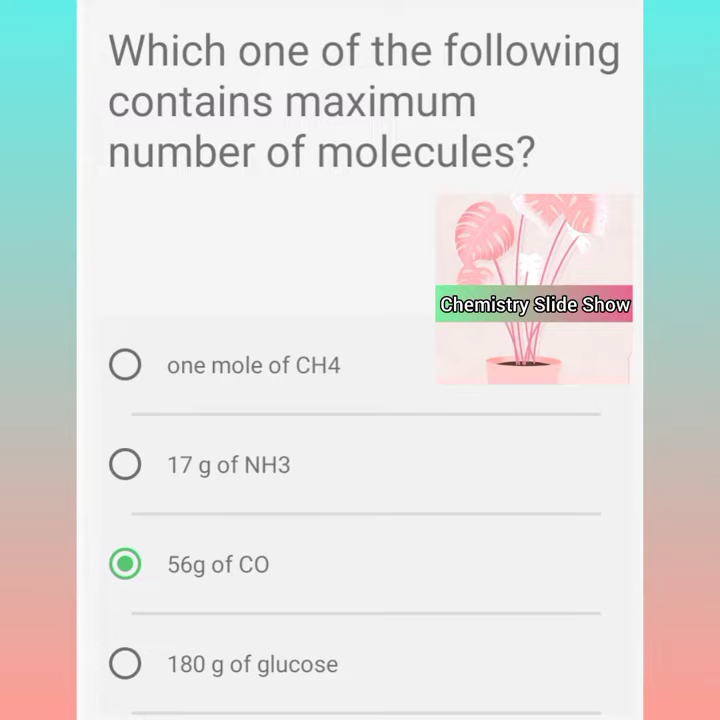 Which one of the following
contains maximum
number of molecules?
Chemistry Slide Show
one mole of CH4
17 g of NH3
56g of CO
180 g of glucose